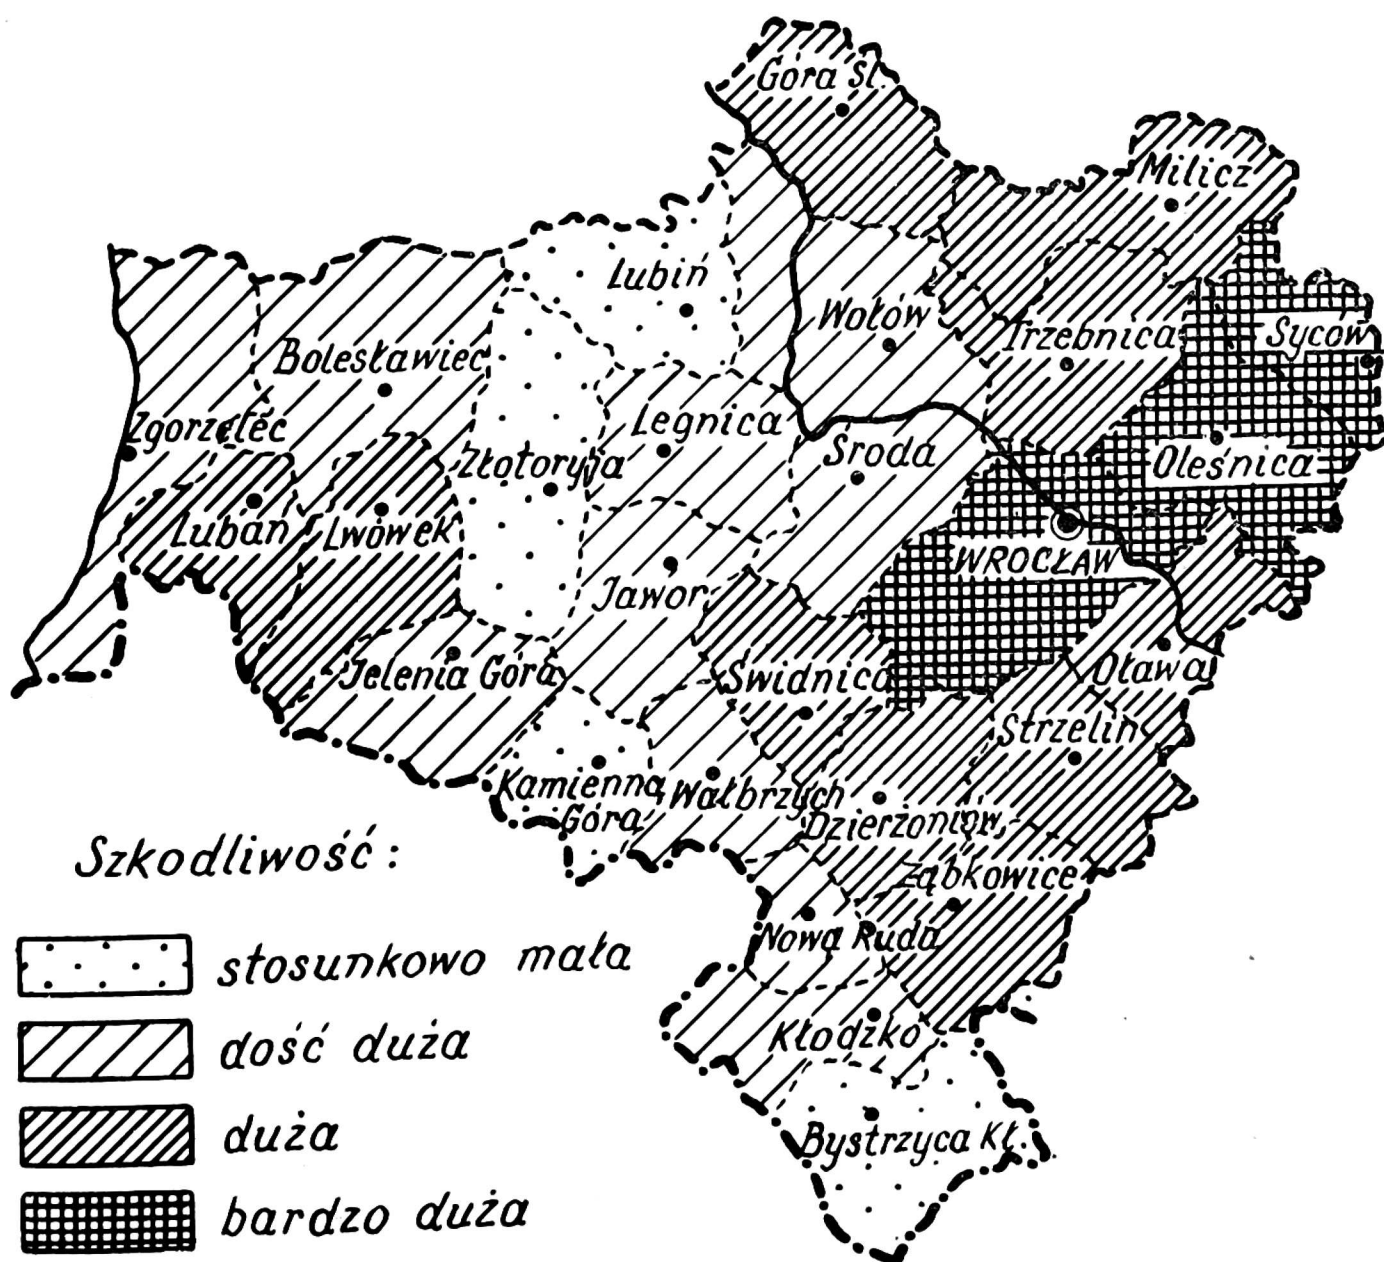 Góra śl.
Milicz
Lubiń
Wołów
Trzebnica
Syców
Bolesławiec
Zgorzelec
Legnica
Środa
Oleśnica
Złotoryja
Lubań
Lwówek
WROCŁAW
Jawor
Jelenia Góra
Świdnica
Oława
Strzelin
Kamienna
Góra
Wałbrzych
Dzierżoniów
Ząbkowice
Nowa Ruda
Kłodzko
Bystrzyca Kł.
Szkodliwość:
stosunkowo mała
dość duża
duża
bardzo duża